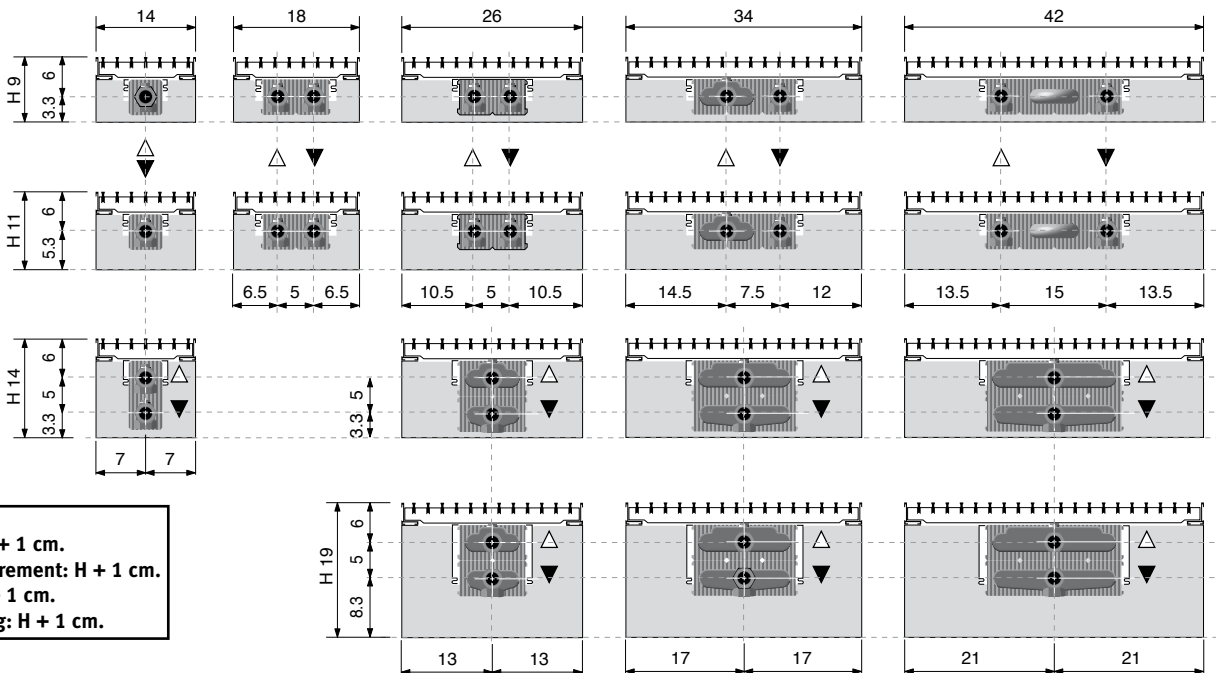 14 18 26 34 42
H 9 6 3.3
H 11 6 5.3
6.5 5 6.5 10.5 5 10.5 14.5 7.5 12 13.5 15 13.5
H 14 6 5 3.3 5 3.3
7 7
H 19 6 5 8.3
+ 1 cm.
rement: H + 1 cm.
1 cm.
g: H + 1 cm.
13 13 17 17 21 21